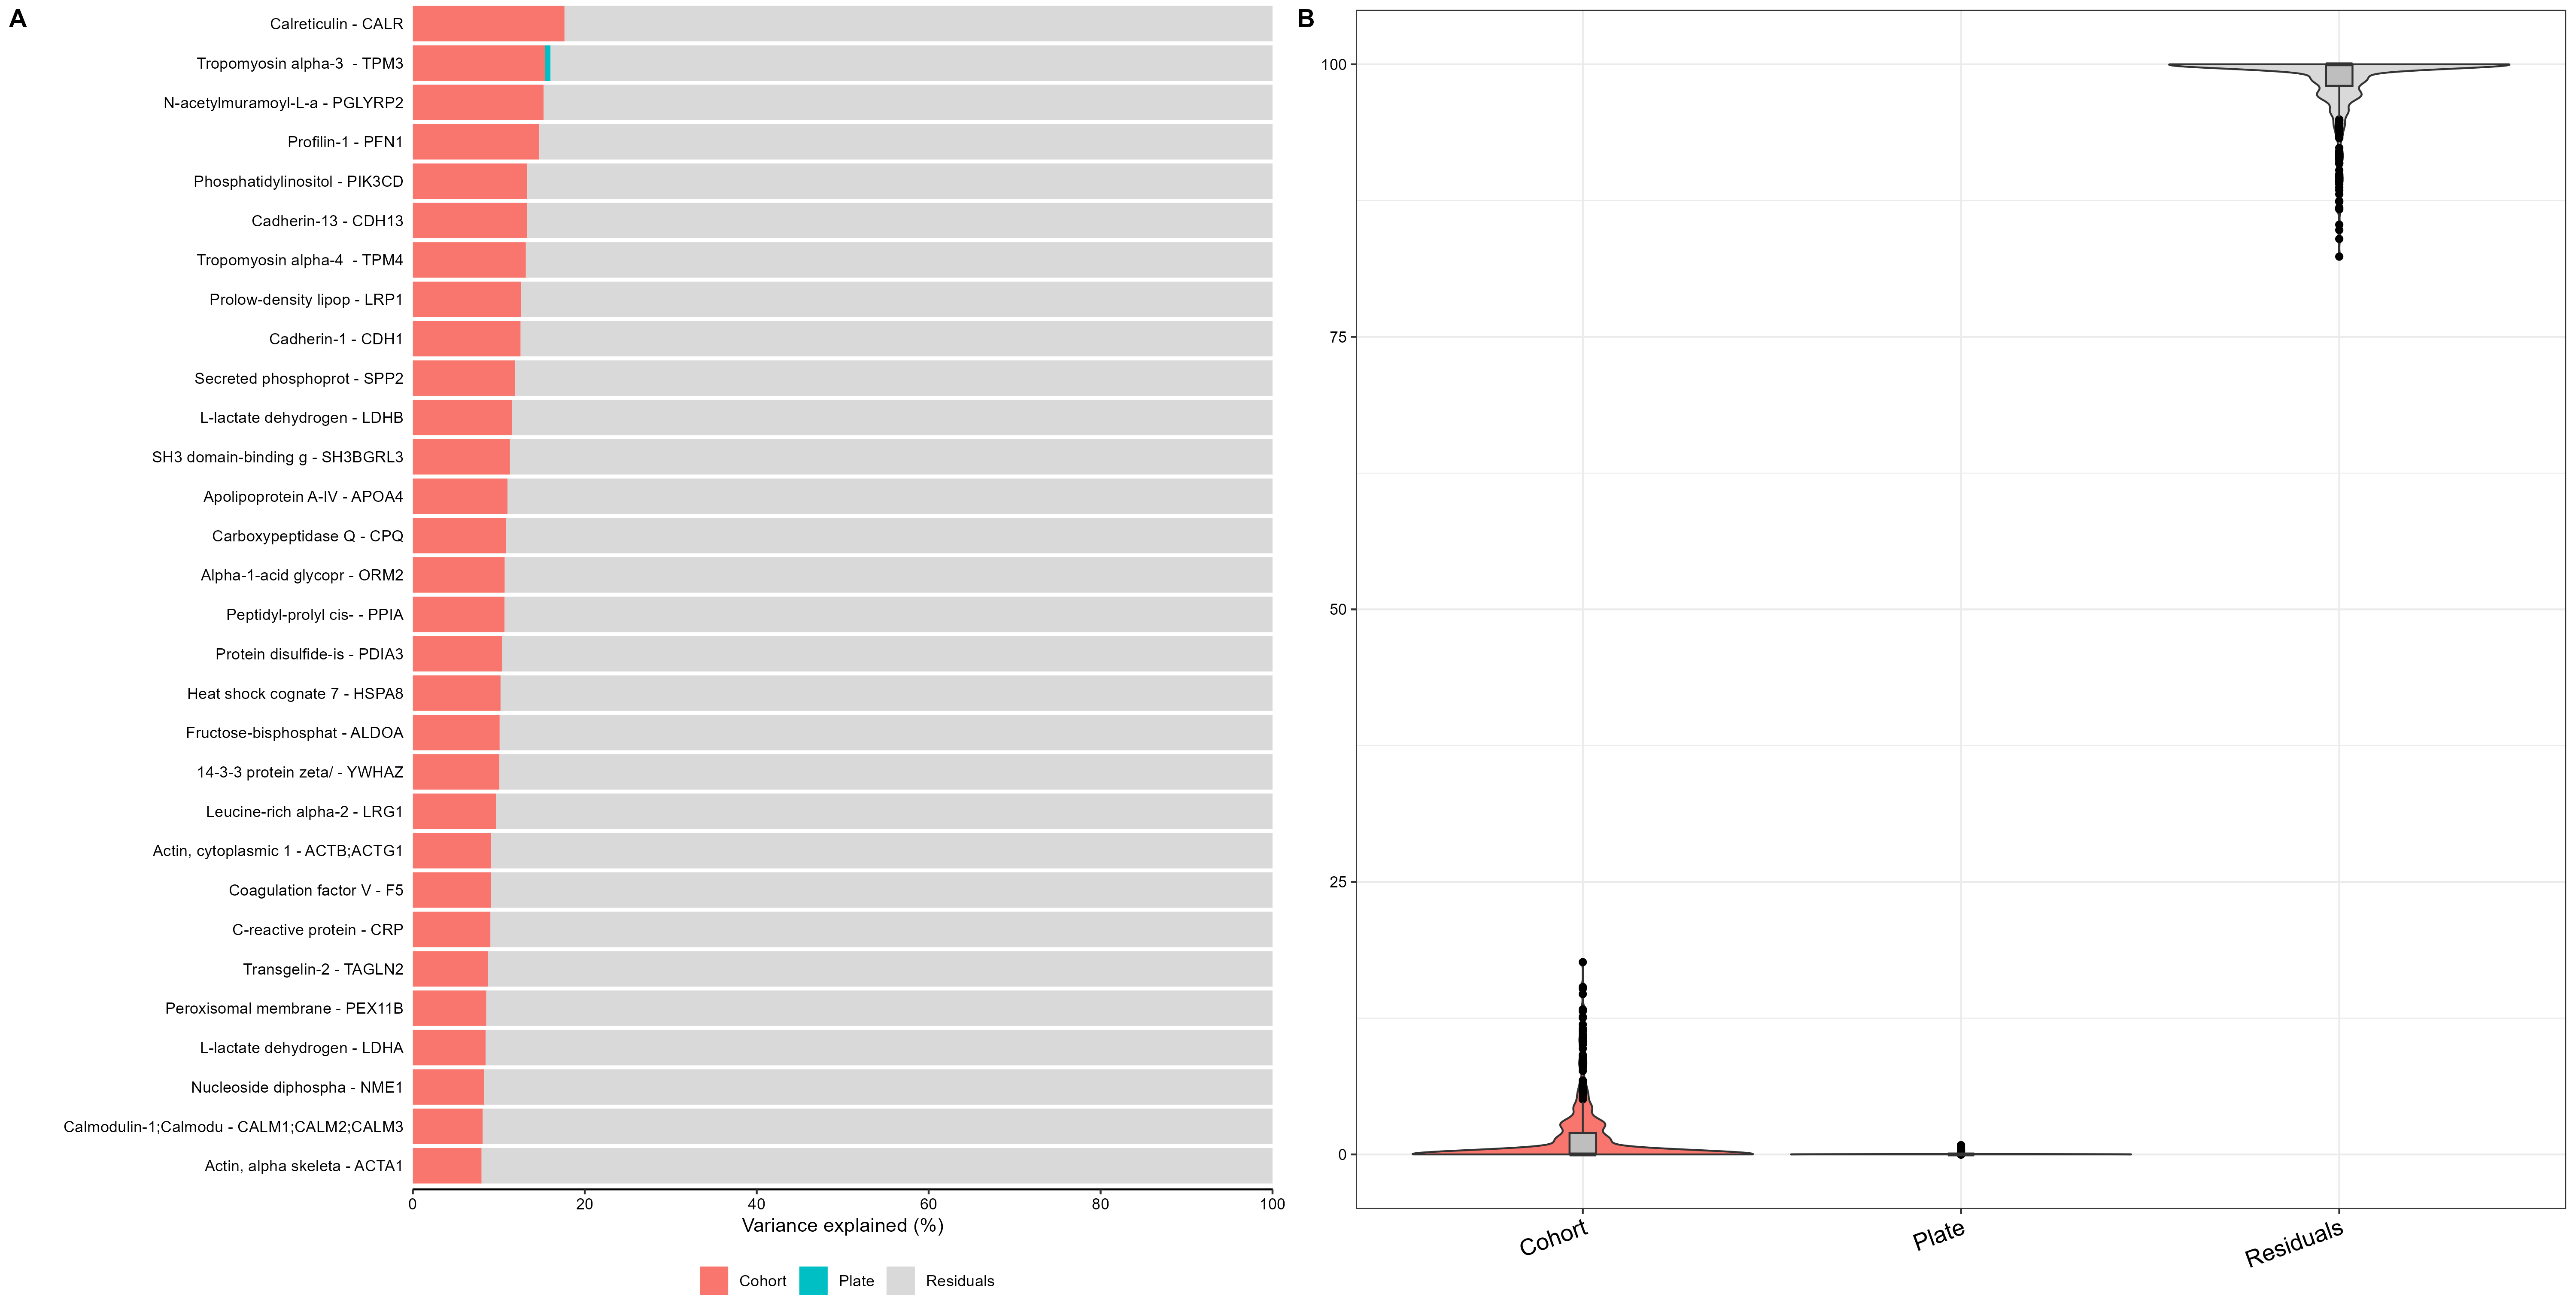 A
Calreticulin - CALR
Tropomyosin alpha-3  - TPM3
N-acetylmuramoyl-L-a - PGLYRP2
Profilin-1 - PFN1
Phosphatidylinositol - PIK3CD
Cadherin-13 - CDH13
Tropomyosin alpha-4  - TPM4
Prolow-density lipop - LRP1
Cadherin-1 - CDH1
Secreted phosphoprot - SPP2
L-lactate dehydrogen - LDHB
SH3 domain-binding g - SH3BGRL3
Apolipoprotein A-IV - APOA4
Carboxypeptidase Q - CPQ
Alpha-1-acid glycopr - ORM2
Peptidyl-prolyl cis- - PPIA
Protein disulfide-is - PDIA3
Heat shock cognate 7 - HSPA8
Fructose-bisphosphat - ALDOA
14-3-3 protein zeta/ - YWHAZ
Leucine-rich alpha-2 - LRG1
Actin, cytoplasmic 1 - ACTB;ACTG1
Coagulation factor V - F5
C-reactive protein - CRP
Transgelin-2 - TAGLN2
Peroxisomal membrane - PEX11B
L-lactate dehydrogen - LDHA
Nucleoside diphospha - NME1
Calmodulin-1;Calmodu - CALM1;CALM2;CALM3
Actin, alpha skeleta - ACTA1
0 20 40 60 80 100
Variance explained (%)
Cohort Plate Residuals
B
100
75
50
25
0
Cohort Plate Residuals